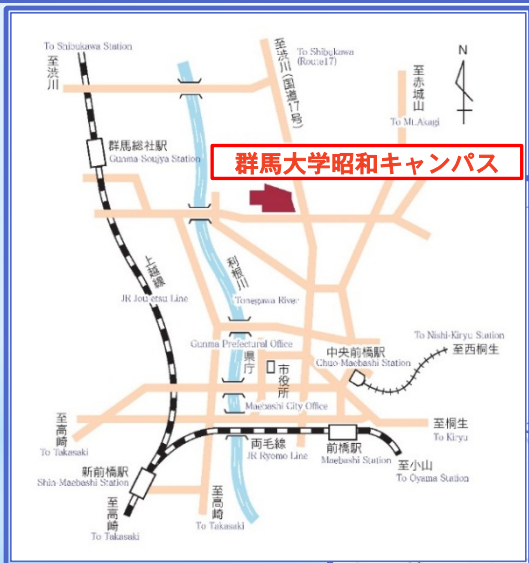 To Shibukawa Station
至渋川
至渋川(国道17号)
To Shibukawa
(Route17)
至赤城山
To Mt.Akagi
N
群馬総社駅
Gunma Soujya Station
群馬大学昭和キャンパス
上越線
JR Jouetsu Line
利根川
Tonegawa River
Gunma Prefectural Office
県庁
市役所
Maebashi City Office
中央前橋駅
Chuo-Maebashi Station
To Nishi-Kiryu Station
至西桐生
至高崎
To Takasaki
両毛線
JR Ryomo Line
前橋駅
Maebashi Station
至桐生
To Kiryu
至小山
To Oyama Station
新前橋駅
Shin-Maebashi Station
至高崎
To Takasaki
至高崎
To Takasaki